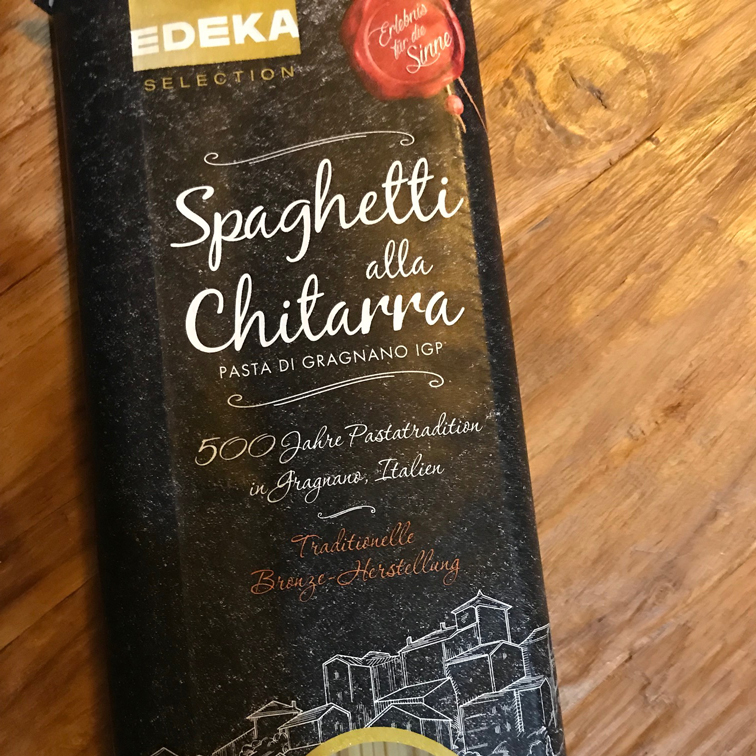 EDEKA
SELECTION
Erlebnis
für die
Sinne
Spaghetti
alla
Chitarra
PASTA DI GRAGNANO IGP
500 Jahre Pastatradition
in Gragnano, Italien
Traditionelle
Bronze-Herstellung